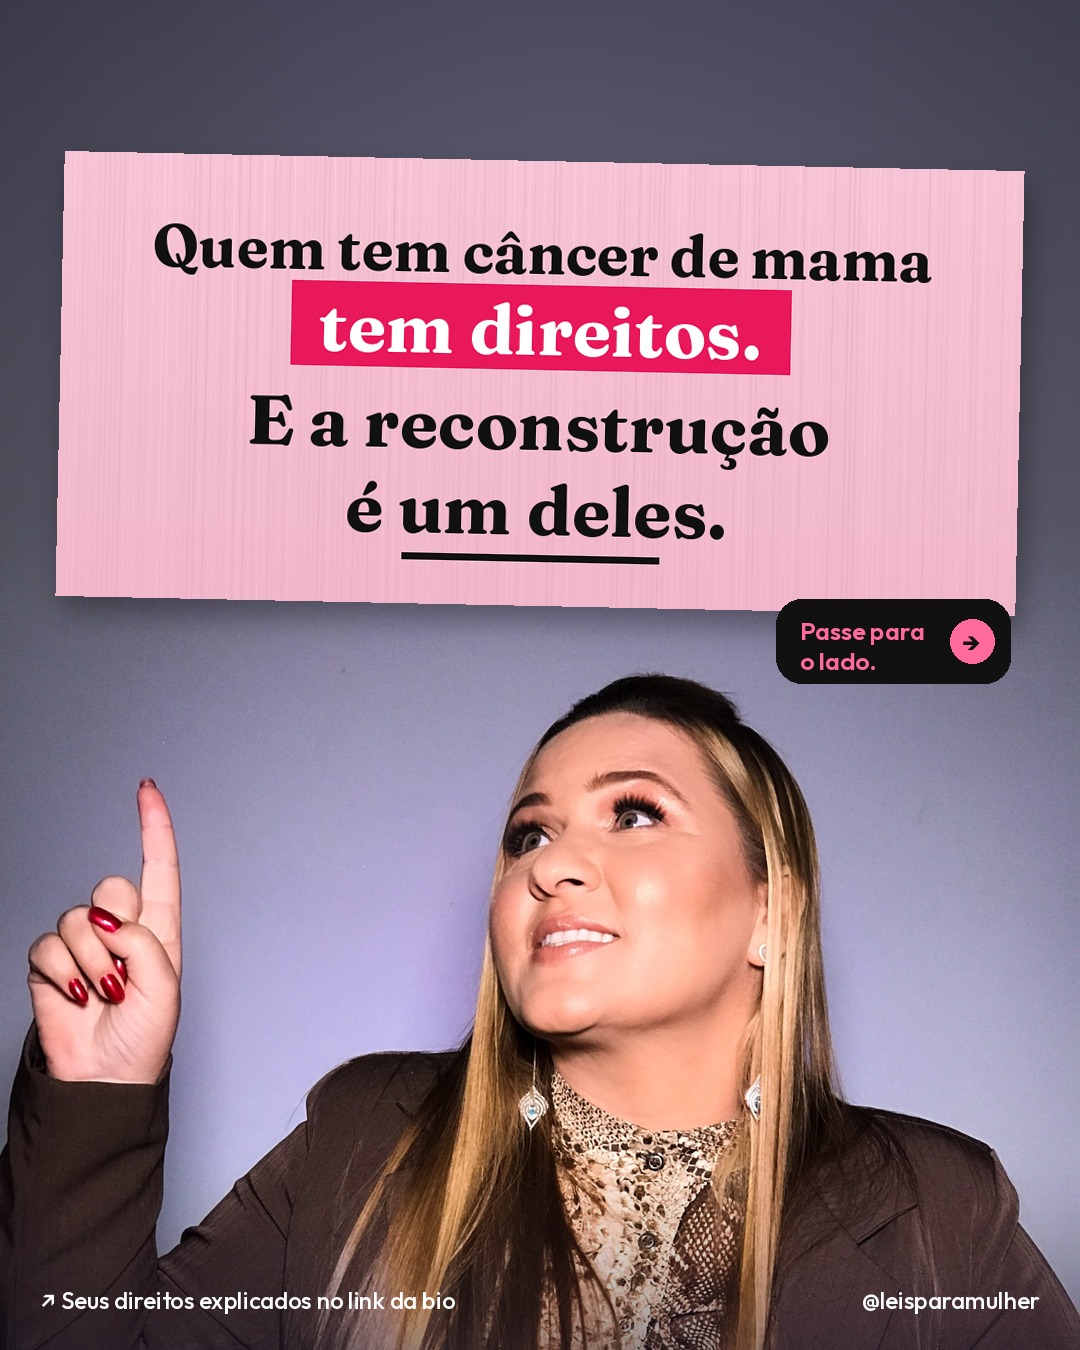 Quem tem câncer de mama
tem direitos.
E a reconstrução
é um deles.
Passe para
o lado.
↗ Seus direitos explicados no link da bio
@leisparamulher